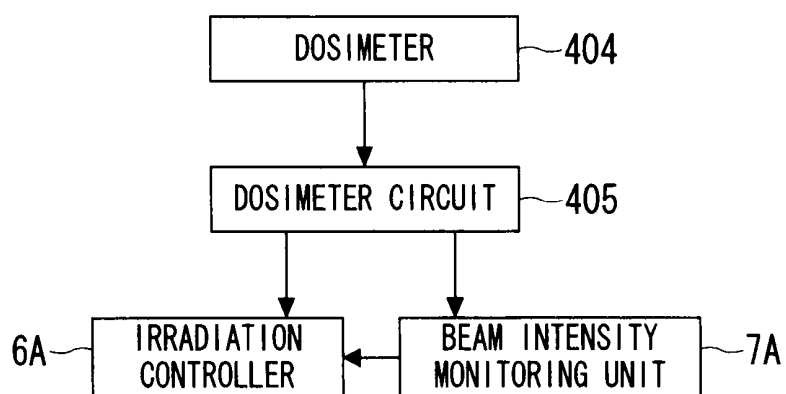 DOSIMETER
404
DOSIMETER CIRCUIT
405
6A
IRRADIATION
CONTROLLER
BEAM INTENSITY
MONITORING UNIT
7A